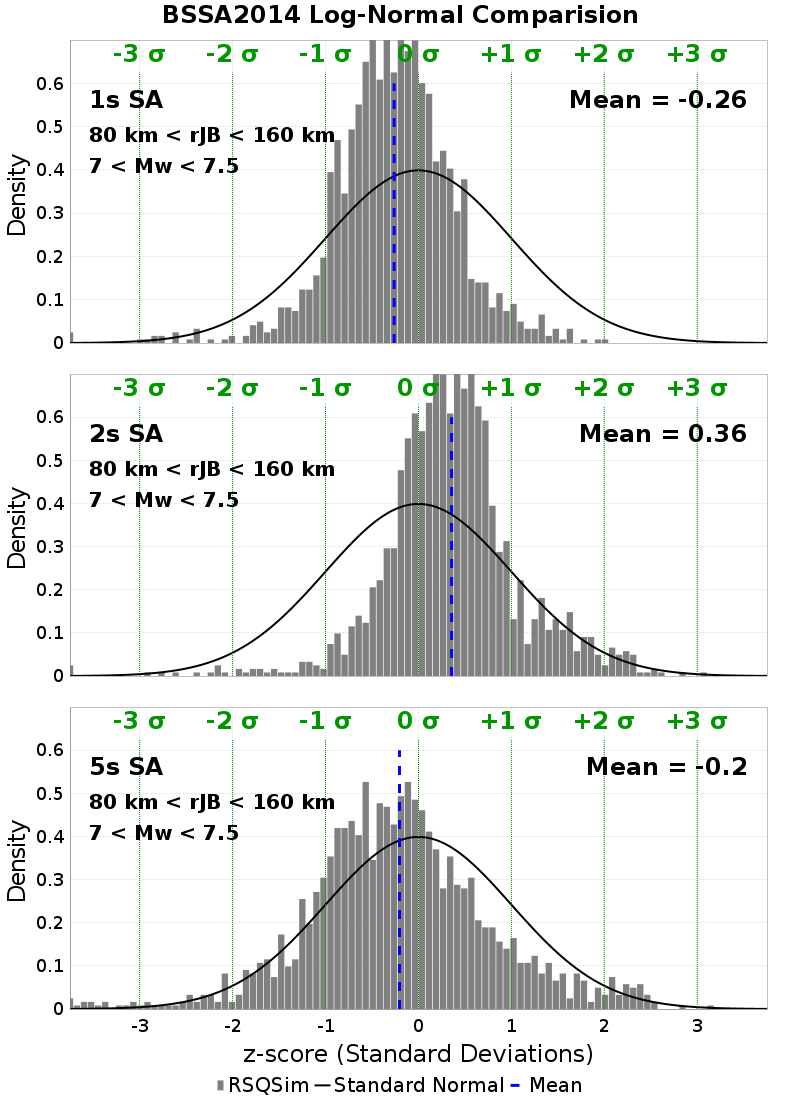 BSSA2014 Log-Normal Comparision
-3 σ -2 σ -1 σ 0 σ +1 σ +2 σ +3 σ
1s SA
Mean = -0.26
80 km < rJB < 160 km
7 < Mw < 7.5
Density
0.6
0.5
0.4
0.3
0.2
0.1
0
-3 σ -2 σ -1 σ 0 σ +1 σ +2 σ +3 σ
2s SA
Mean = 0.36
80 km < rJB < 160 km
7 < Mw < 7.5
Density
0.6
0.5
0.4
0.3
0.2
0.1
0
-3 σ -2 σ -1 σ 0 σ +1 σ +2 σ +3 σ
5s SA
Mean = -0.2
80 km < rJB < 160 km
7 < Mw < 7.5
Density
0.6
0.5
0.4
0.3
0.2
0.1
0
-3 -2 -1 0 1 2 3
z-score (Standard Deviations)
RSQSim Standard Normal Mean